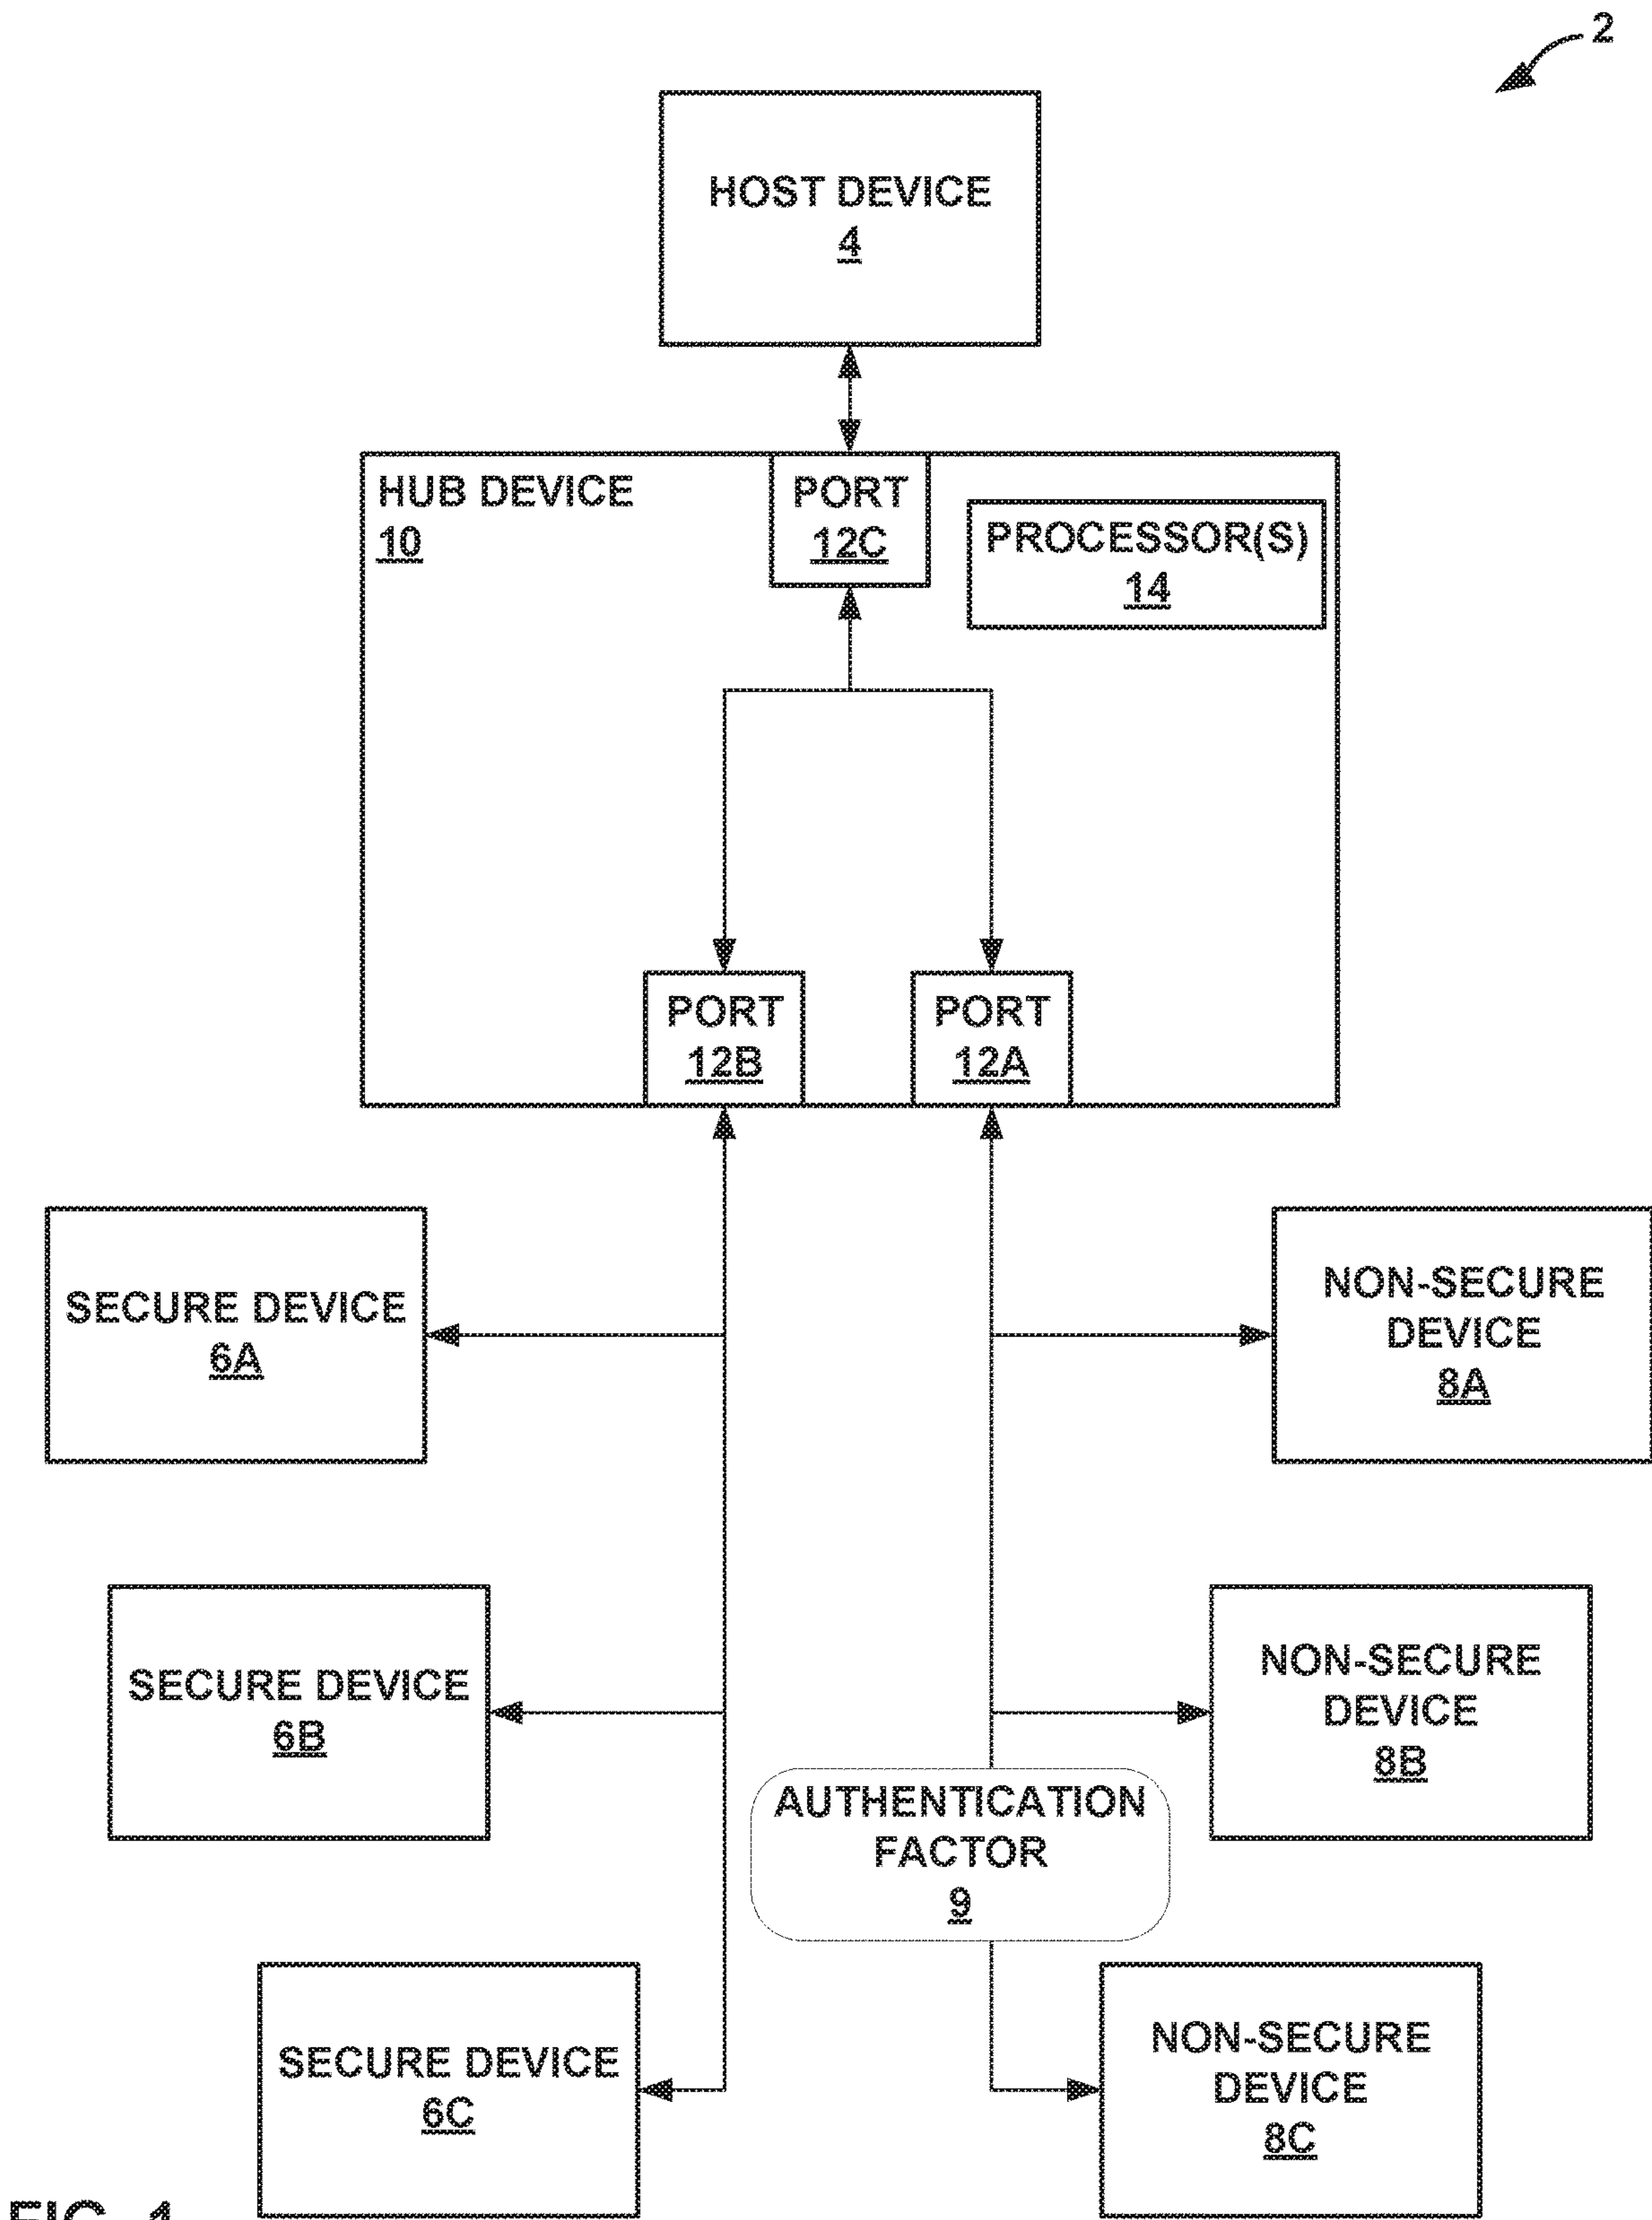 2
HOST DEVICE
4
HUB DEVICE
10
PORT
12C
PROCESSOR(S)
14
PORT
12B
PORT
12A
SECURE DEVICE
6A
NON-SECURE
DEVICE
8A
SECURE DEVICE
6B
NON-SECURE
DEVICE
8B
AUTHENTICATION
FACTOR
9
SECURE DEVICE
6C
NON-SECURE
DEVICE
8C
FIG. 1